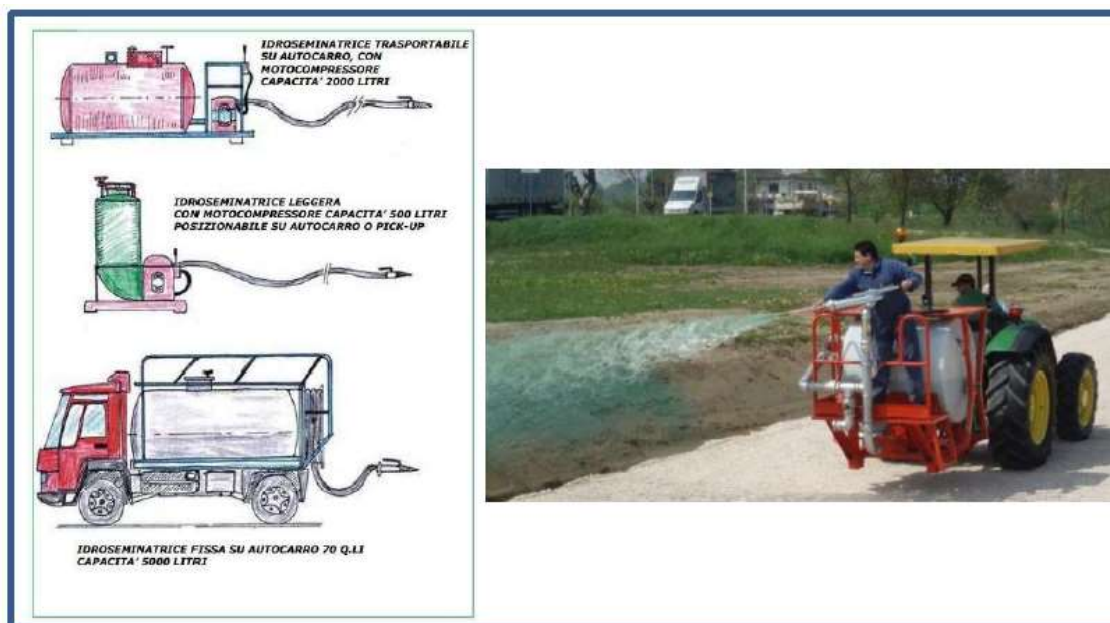 IDROSEMINATRICE TRASPORTABILE
SU AUTOCARRO, CON
MOTOCOMPRESSORE
CAPACITA' 2000 LITRI
IDROSEMINATRICE LEGGERA
CON MOTOCOMPRESSORE CAPACITA' 500 LITRI
POSIZIONABILE SU AUTOCARRO O PICK-UP
IDROSEMINATRICE FISSA SU AUTOCARRO 70 Q.LI
CAPACITA' 5000 LITRI